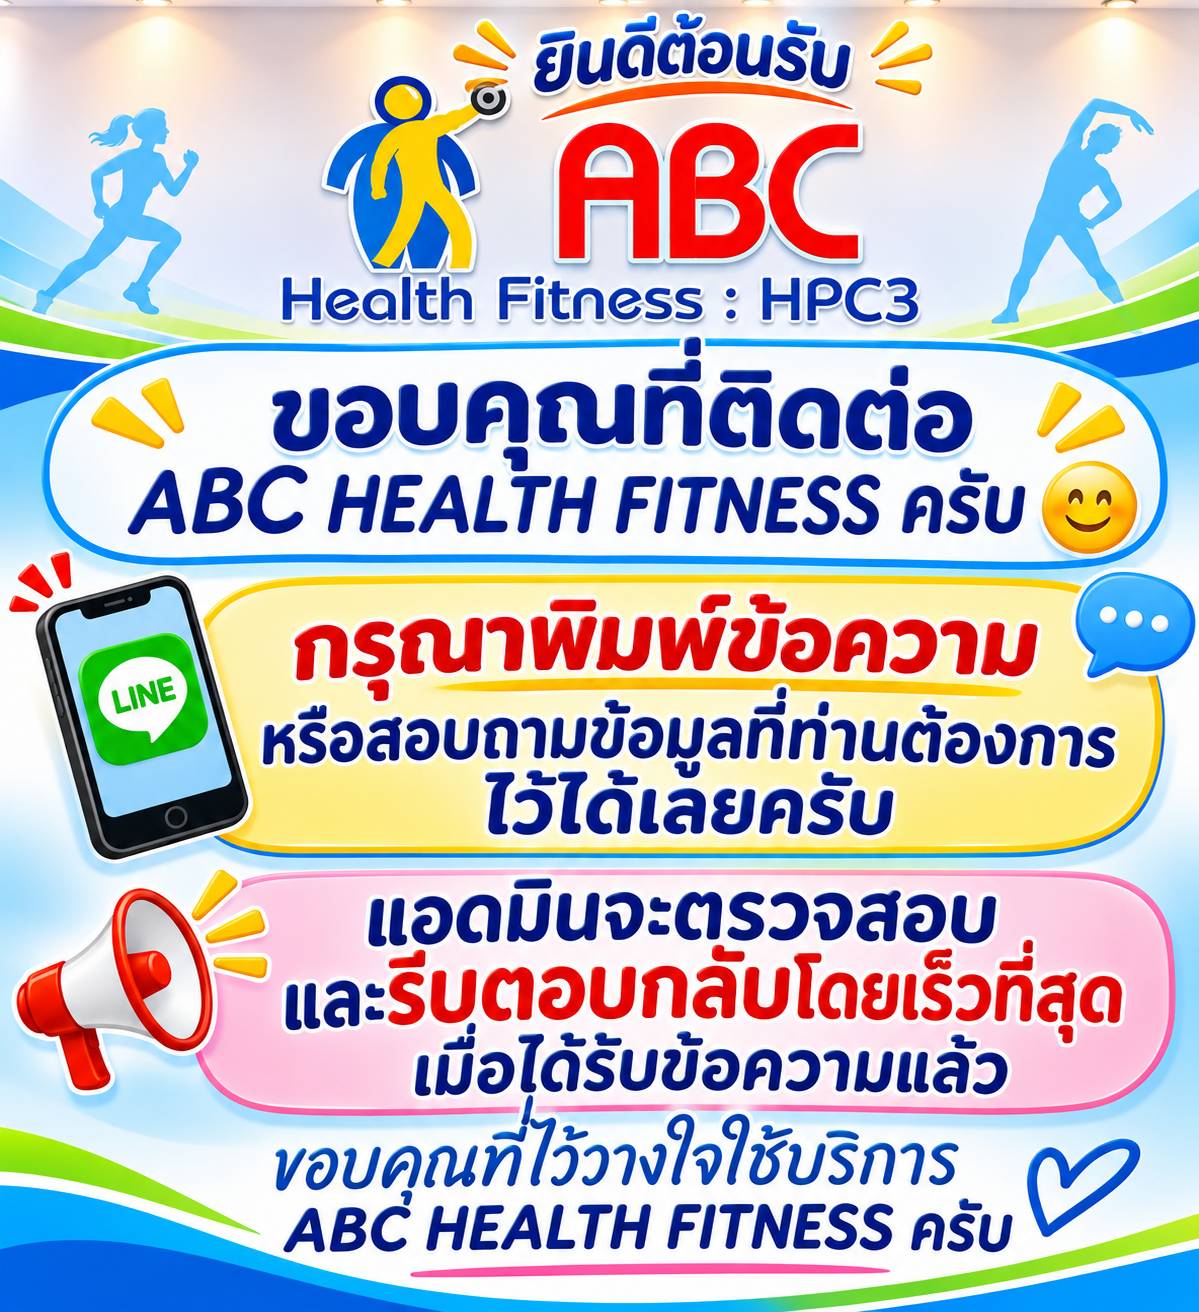 ยินดีต้อนรับ
ABC
Health Fitness : HPC3
ขอบคุณที่ติดต่อ
ABC HEALTH FITNESS ครับ
LINE
กรุณาพิมพ์ข้อความ
หรือสอบถามข้อมูลที่ท่านต้องการ
ไว้ได้เลยครับ
แอดมินจะตรวจสอบ
และรีบตอบกลับโดยเร็วที่สุด
เมื่อได้รับข้อความแล้ว
ขอบคุณที่ไว้วางใจใช้บริการ
ABC HEALTH FITNESS ครับ